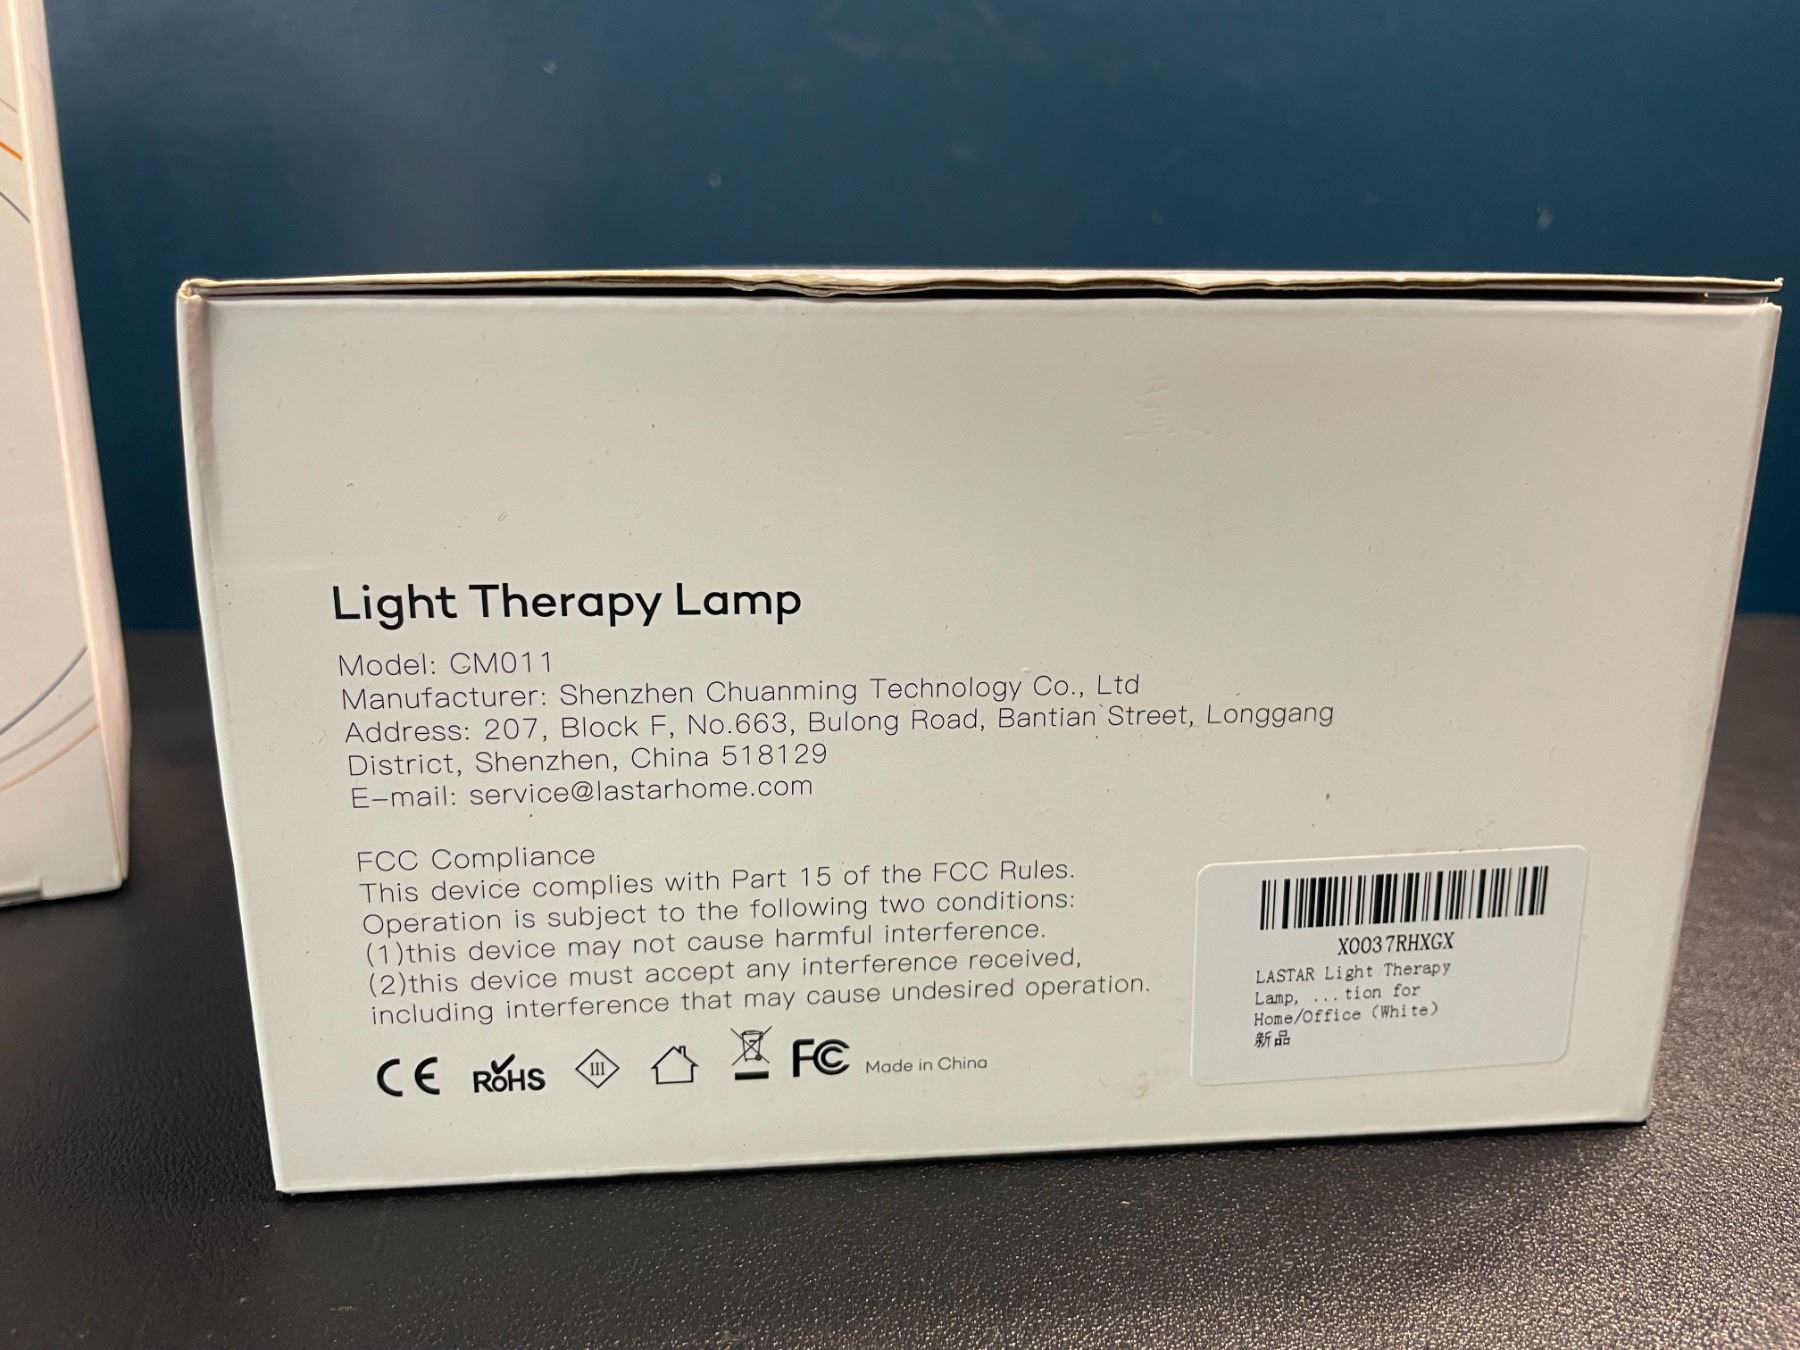 Light Therapy Lamp
Model: CM011
Manufacturer: Shenzhen Chuanming Technology Co., Ltd
Address: 207, Block F, No.663, Bulong Road, Bantian Street, Longgang
District, Shenzhen, China 518129
E-mail: service@lastarhome.com
FCC Compliance
This device complies with Part 15 of the FCC Rules.
Operation is subject to the following two conditions:
(1)this device may not cause harmful interference.
(2)this device must accept any interference received,
including interference that may cause undesired operation.
CE RoHS III FC Made in China
X0037RHXGX
LASTAR Light Therapy
Lamp, ...tion for
Home/Office (White)
新品